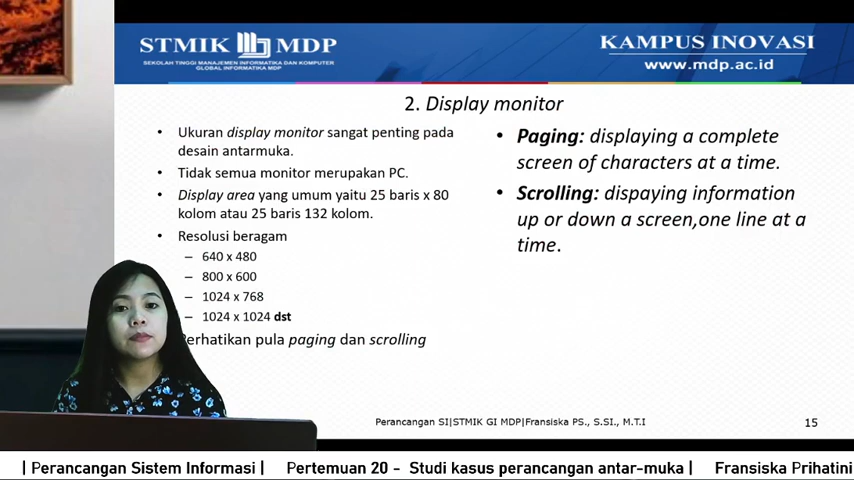 STMIK MDP
SEKOLAH TINGGI MANAJEMEN INFORMATIKA DAN KOMPUTER
GLOBAL INFORMATIKA MDP
KAMPUS INOVASI
www.mdp.ac.id
2. Display monitor
• Ukuran display monitor sangat penting pada
desain antarmuka.
• Tidak semua monitor merupakan PC.
• Display area yang umum yaitu 25 baris x 80
kolom atau 25 baris 132 kolom.
• Resolusi beragam
– 640 x 480
– 800 x 600
– 1024 x 768
– 1024 x 1024 dst
Perhatikan pula paging dan scrolling
• Paging: displaying a complete
screen of characters at a time.
• Scrolling: dispaying information
up or down a screen,one line at a
time.
Perancangan SI|STMIK GI MDP|Fransiska PS., S.SI., M.T.I
15
| Perancangan Sistem Informasi | Pertemuan 20 - Studi kasus perancangan antar-muka | Fransiska Prihatini